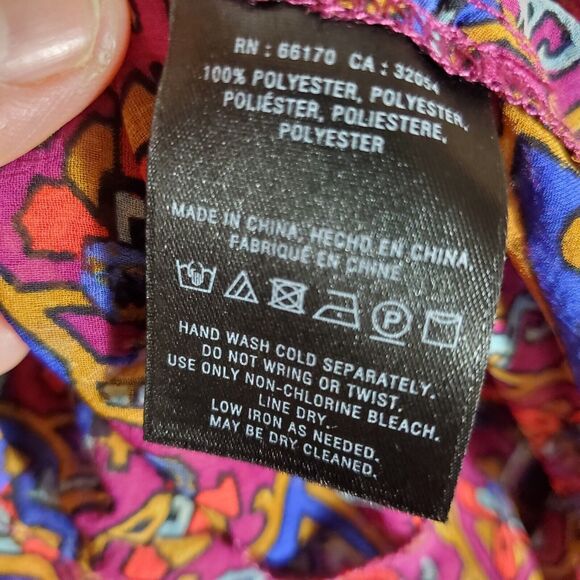 RN : 66170 CA : 32054
100% POLYESTER, POLYESTER,
POLIÉSTER, POLIESTERE,
POLYESTER
MADE IN CHINA, HECHO EN CHINA,
FABRIQUÉ EN CHINE
P
HAND WASH COLD SEPARATELY.
DO NOT WRING OR TWIST.
USE ONLY NON-CHLORINE BLEACH.
LINE DRY.
LOW IRON AS NEEDED.
MAY BE DRY CLEANED.